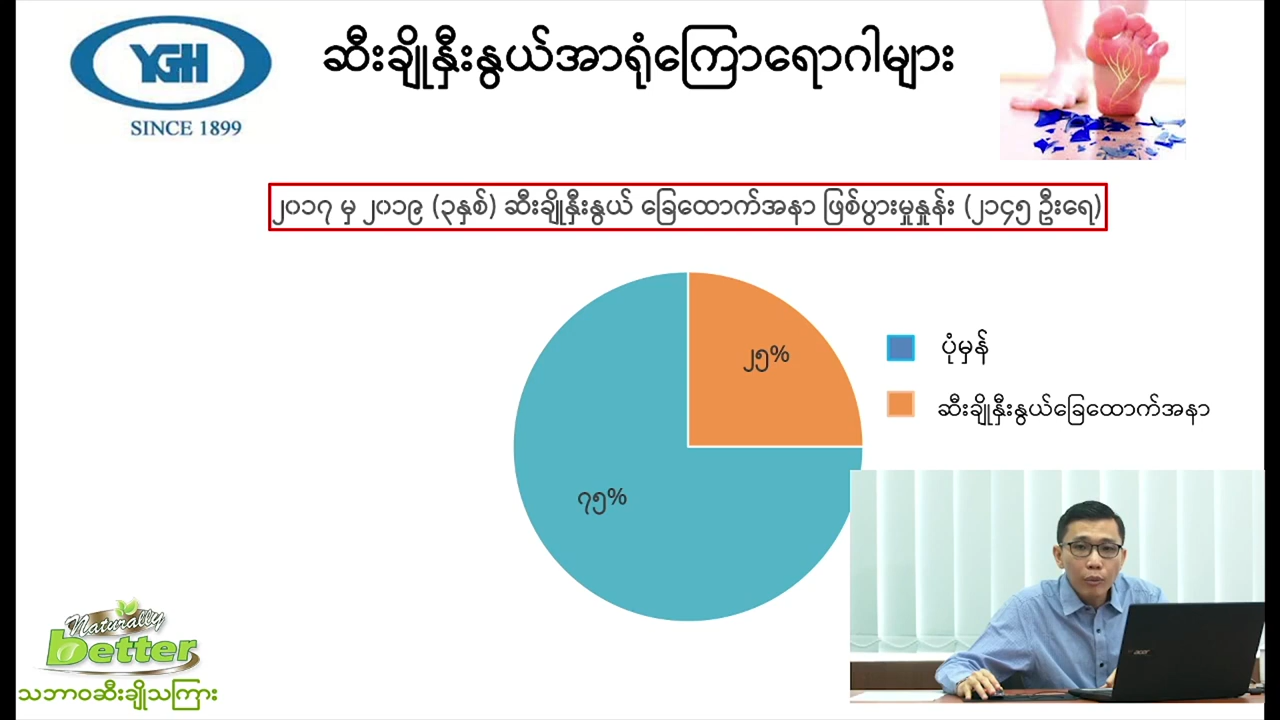 YGH
SINCE 1899
ဆီးချိုနှီးနွယ်အာရုံကြောရောဂါများ
၂၀၁၇ မှ ၂၀၁၉ (၃နှစ်) ဆီးချိုနှီးနွယ် ခြေထောက်အနာ ဖြစ်ပွားမှုနှုန်း (၂၁၄၅ ဦးရေ)
၂၅%
၇၅%
ပုံမှန်
ဆီးချိုနှီးနွယ်ခြေထောက်အနာ
Naturally
better
သဘာဝဆီးချိုသကြား
acer